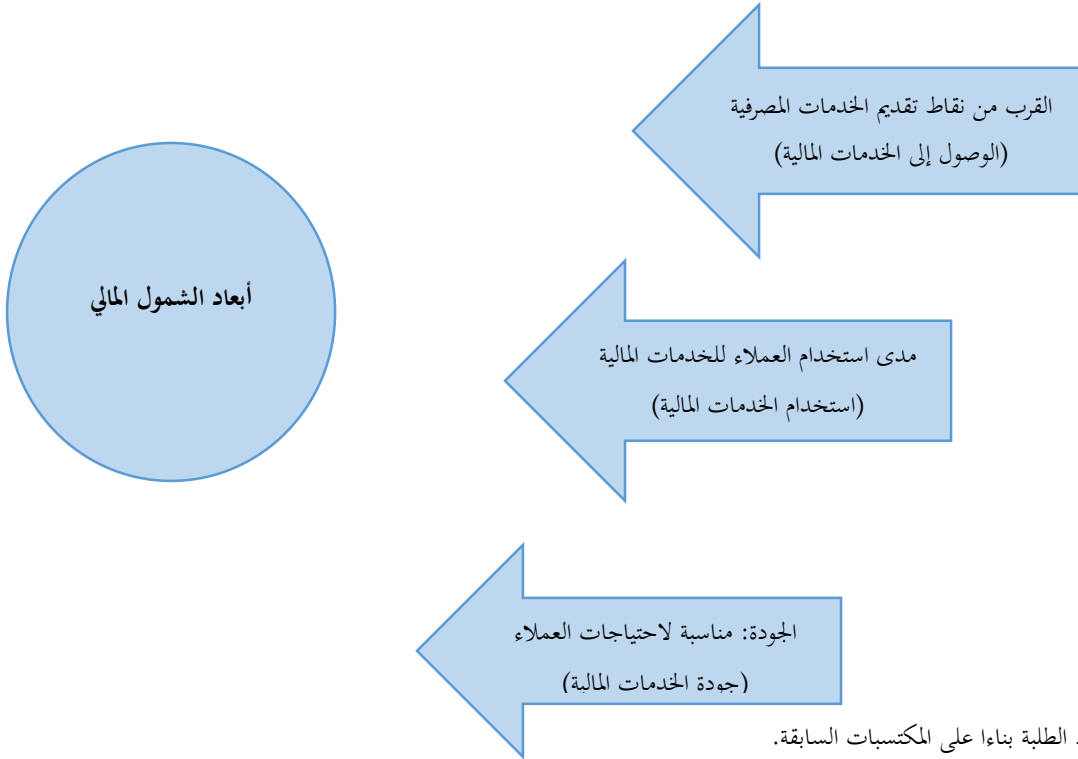 القرب من نقاط تقديم الخدمات المصرفية
(الوصول إلى الخدمات المالية)
أبعاد الشمول المالي
مدى استخدام العملاء للخدمات المالية
(استخدام الخدمات المالية)
الجودة: مناسبة لاحتياجات العملاء
(جودة الخدمات المالية)
الطلبة بناءا على المكتسبات السابقة.